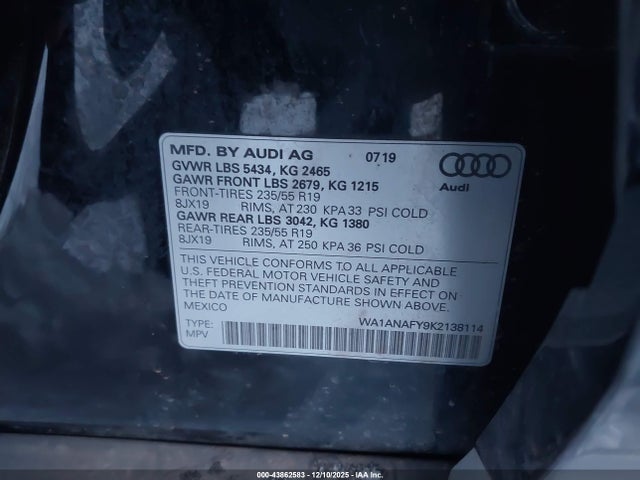 MFD. BY AUDI AG 0719
GVWR LBS 5434, KG 2465
GAWR FRONT LBS 2679, KG 1215
FRONT-TIRES 235/55 R19
8JX19 RIMS, AT 230 KPA 33 PSI COLD
GAWR REAR LBS 3042, KG 1380
REAR-TIRES 235/55 R19
8JX19 RIMS, AT 250 KPA 36 PSI COLD
Audi
THIS VEHICLE CONFORMS TO ALL APPLICABLE
U.S. FEDERAL MOTOR VEHICLE SAFETY AND
THEFT PREVENTION STANDARDS IN EFFECT ON
THE DATE OF MANUFACTURE SHOWN ABOVE.
MEXICO
WA1ANAFY9K2138114
TYPE:
MPV
000-43862583 - 12/10/2025 - IAAI.COM